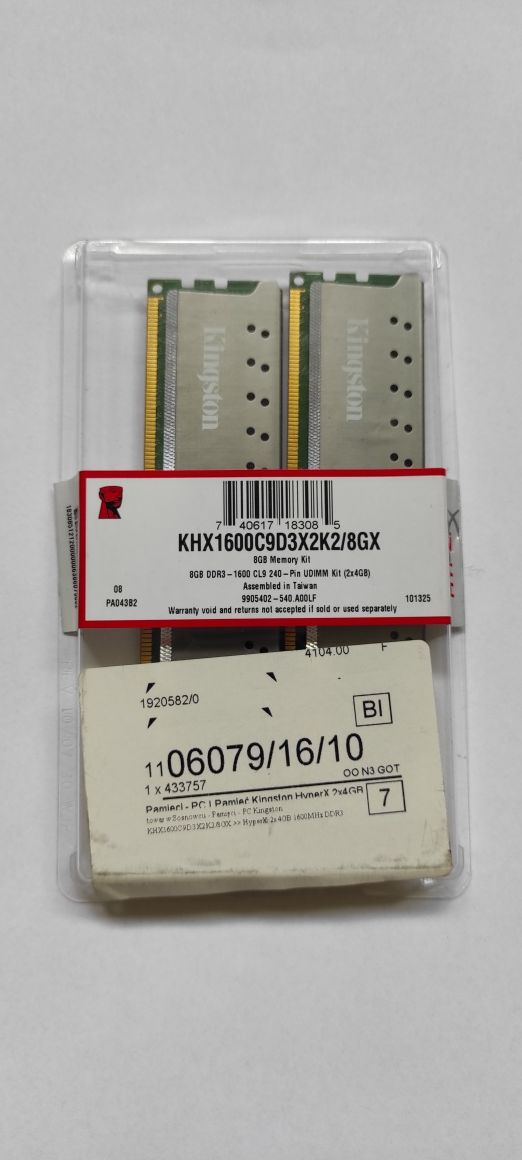 Kingston
Kingston
7 40617 18308 5
KHX1600C9D3X2K2/8GX
8GB Memory Kit
8GB DDR3-1600 CL9 240-Pin UDIMM Kit (2x4GB)
Assembled in Taiwan
08
9905402-540.A00LF
PA043B2
101325
Warranty void and returns not accepted if sold or used separately
4104.00 F
1920582/0
BI
1106079/16/10
1 x 433757
OO N3 GOT
Pamięci - PC | Pamięć Kingston HyperX 2x4GB
7
towar w Sosnowcu - Pamięci - PC Kingston
KHX1600C9D3X2K2/8GX >> HyperX 2x4GB 1600MHz DDR3